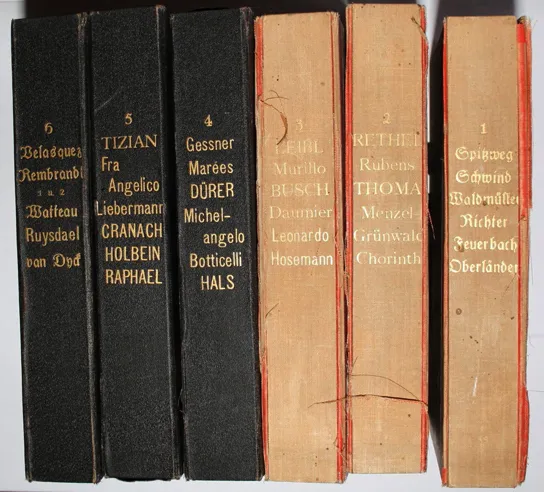 6
Velasquez
Rembrandt
1 u. 2
Watteau
Ruysdael
van Dyck
5
TIZIAN
Fra
Angelico
Liebermann
CRANACH
HOLBEIN
RAPHAEL
4
Gessner
Marées
DÜRER
Michel-
angelo
Botticelli
HALS
3
LEIBL
Murillo
BUSCH
Daumier
Leonardo
Hosemann
2
RETHEL
Rubens
THOMA
Menzel-
Grünwald
Chorinth
1
Spitzweg
Schwind
Waldmüller
Richter
Feuerbach
Oberländer